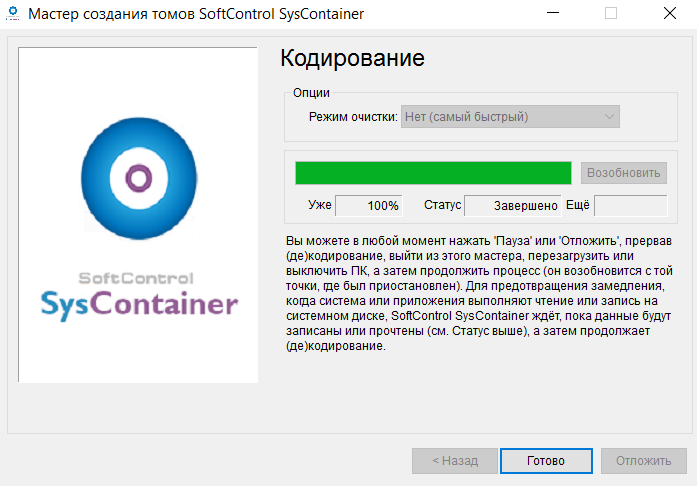 Мастер создания томов SoftControl SysContainer
Кодирование
Опции
Режим очистки: Нет (самый быстрый)
Возобновить
Уже 100% Статус Завершено Ещё
Вы можете в любой момент нажать 'Пауза' или 'Отложить', прервав
(де)кодирование, выйти из этого мастера, перезагрузить или
выключить ПК, а затем продолжить процесс (он возобновится с той
точки, где был приостановлен). Для предотвращения замедления,
когда система или приложения выполняют чтение или запись на
системном диске, SoftControl SysContainer ждёт, пока данные будут
записаны или прочтены (см. Статус выше), а затем продолжает
(де)кодирование.
SoftControl
SysContainer
< Назад Готово Отложить